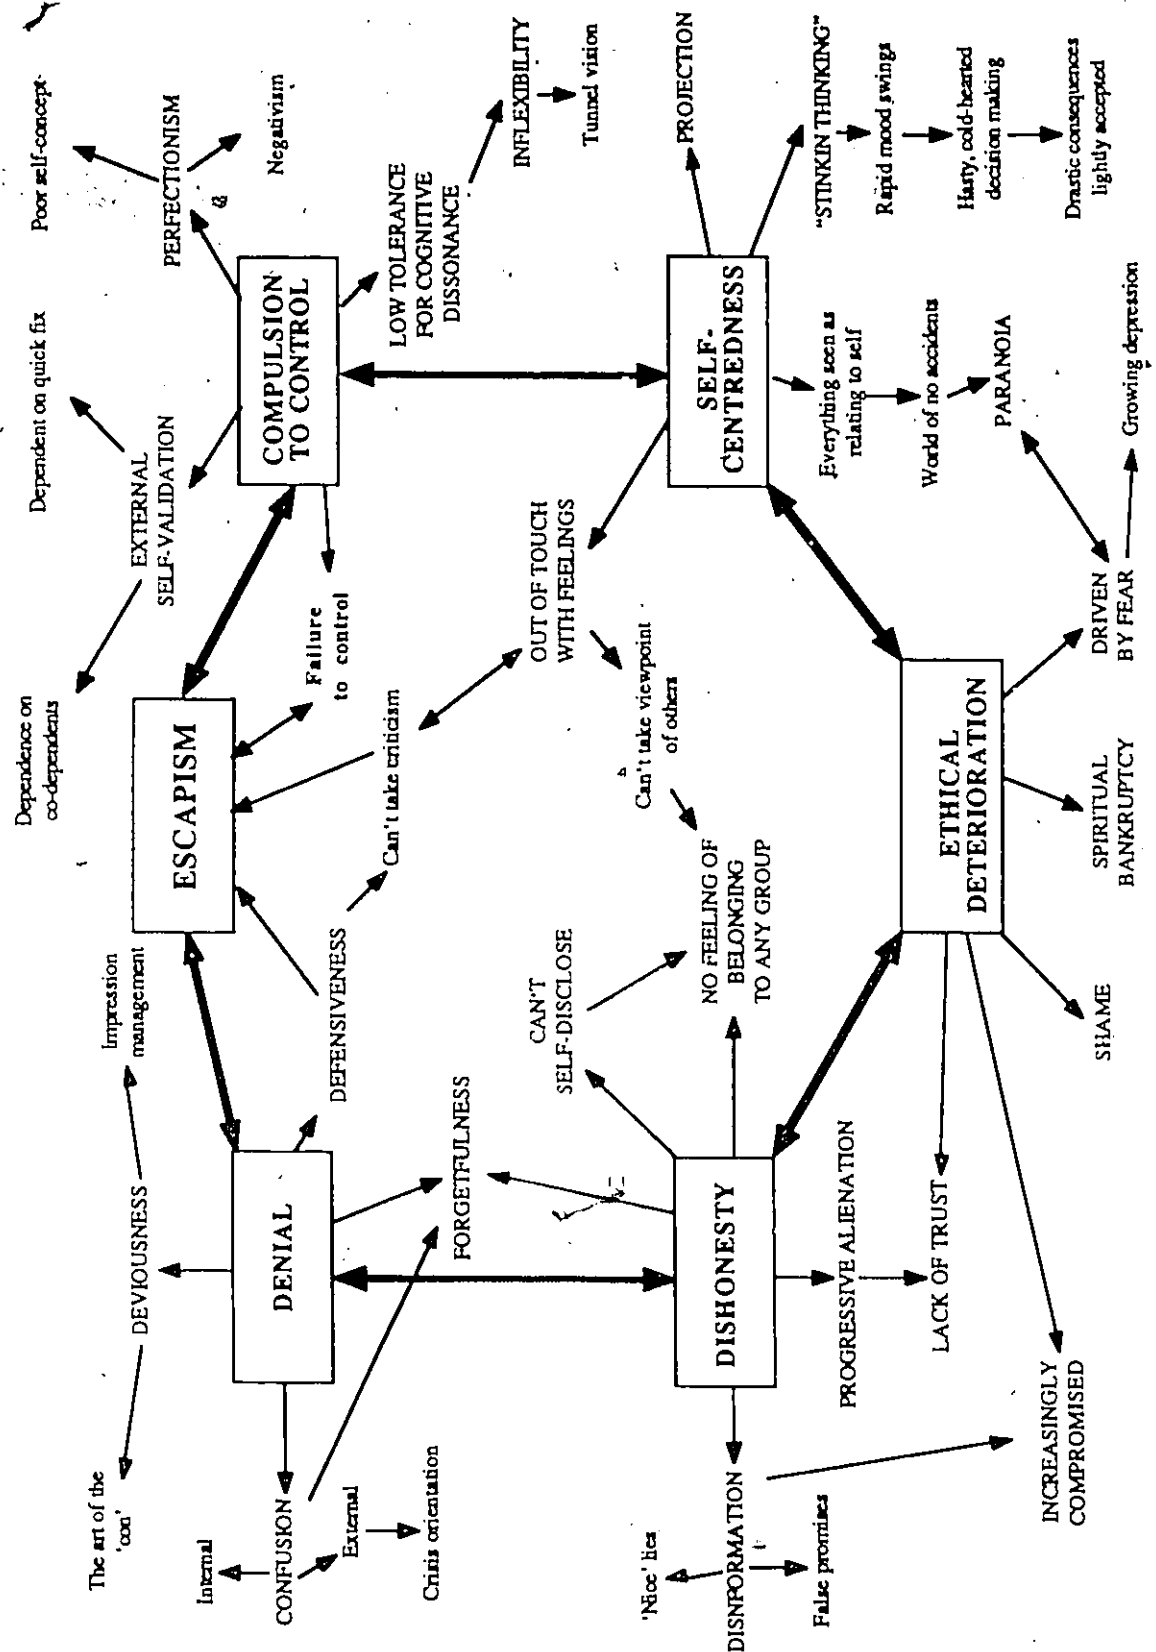 The art of the
'con'
DEVIOUSNESS
Impression
management
Dependence on
co-dependents
Dependent on quick fix
Poor self-concept
EXTERNAL
SELF-VALIDATION
PERFECTIONISM
&
Negativism
Internal
CONFUSION
External
Crisis orientation
DENIAL
ESCAPISM
COMPULSION
TO CONTROL
DEFENSIVENESS
Failure
to control
Can't take criticism
LOW TOLERANCE
FOR COGNITIVE
DISSONANCE
INFLEXIBILITY
Tunnel vision
FORGETFULNESS
CAN'T
SELF-DISCLOSE
OUT OF TOUCH
WITH FEELINGS
Can't take viewpoint
of others
NO FEELING OF
BELONGING
TO ANY GROUP
'Nice' lies
DISNFORMATION
False promises
DISHONESTY
SELF-
CENTREDNESS
PROJECTION
"STINKIN THINKING"
Rapid mood swings
Hasty, cold-hearted
decision making
Drastic consequences
lightly accepted
Everything seen as
relating to self
World of no accidents
PARANOIA
PROGRESSIVE ALIENATION
LACK OF TRUST
ETHICAL
DETERIORATION
INCREASINGLY
COMPROMISED
SHAME
SPIRITUAL
BANKRUPTCY
DRIVEN
BY FEAR
Growing depression